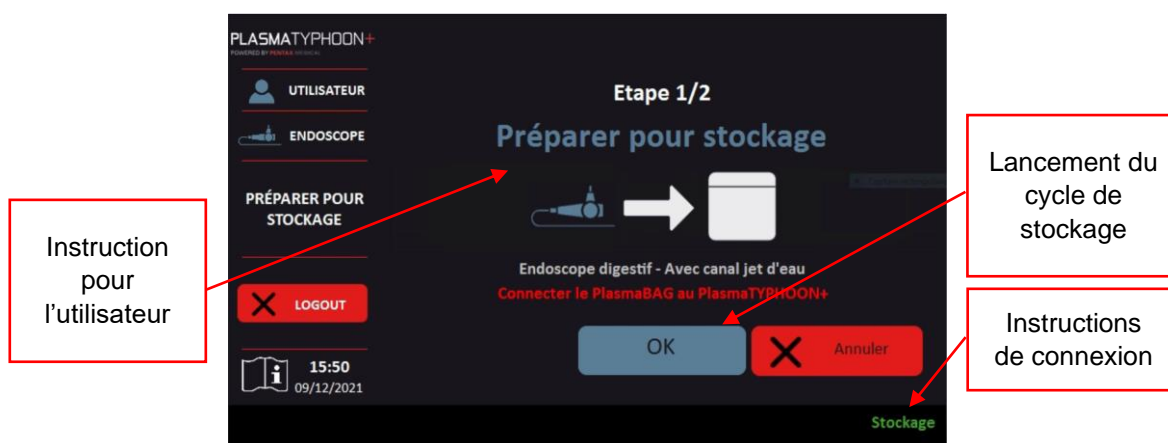 PLASMATYPHOON+
POWERED BY PENTAX MEDICAL
UTILISATEUR
ENDOSCOPE
PRÉPARER POUR
STOCKAGE
LOGOUT
15:50
09/12/2021
Etape 1/2
Préparer pour stockage
Endoscope digestif - Avec canal jet d'eau
Connecter le PlasmaBAG au PlasmaTYPHOON+
OK
Annuler
Stockage
Instruction
pour
l'utilisateur
Lancement du
cycle de
stockage
Instructions
de connexion